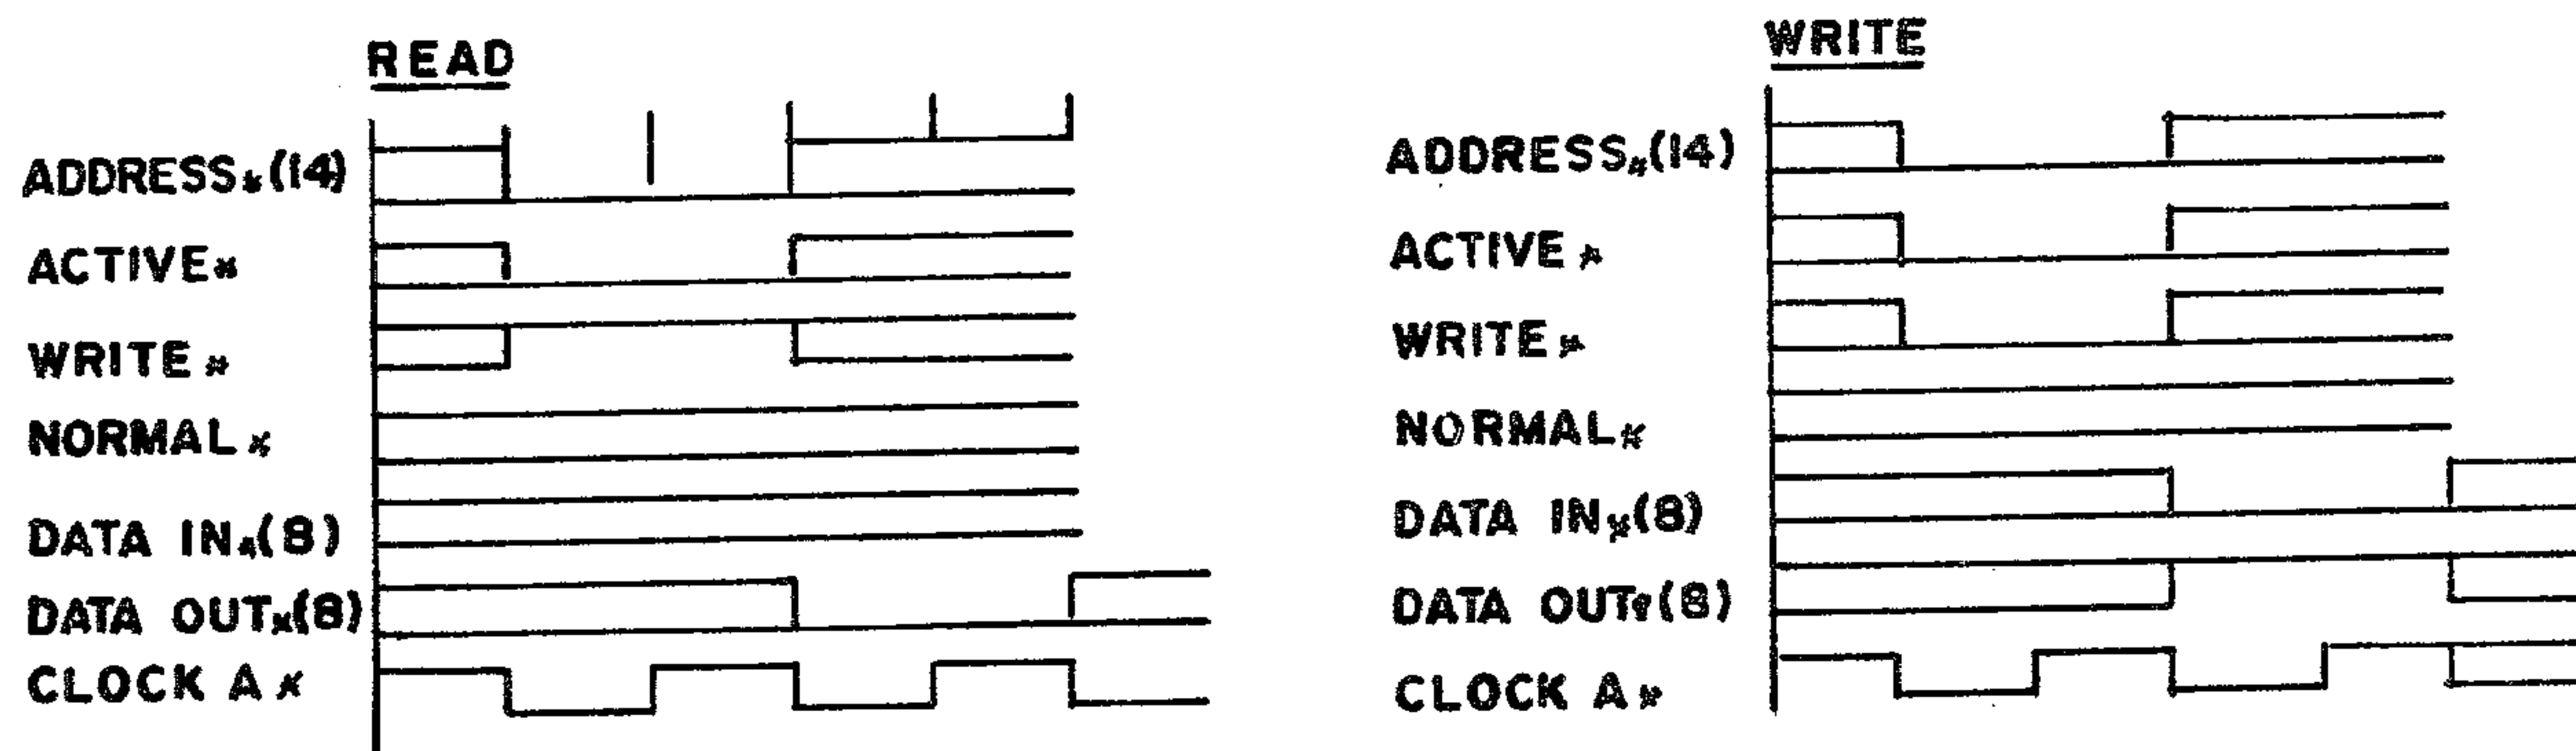 READ
ADDRESS*(14)
ACTIVE*
WRITE*
NORMAL*
DATA IN*(8)
DATA OUT*(8)
CLOCK A*
WRITE
ADDRESS*(14)
ACTIVE*
WRITE*
NORMAL*
DATA IN*(8)
DATA OUT*(8)
CLOCK A*